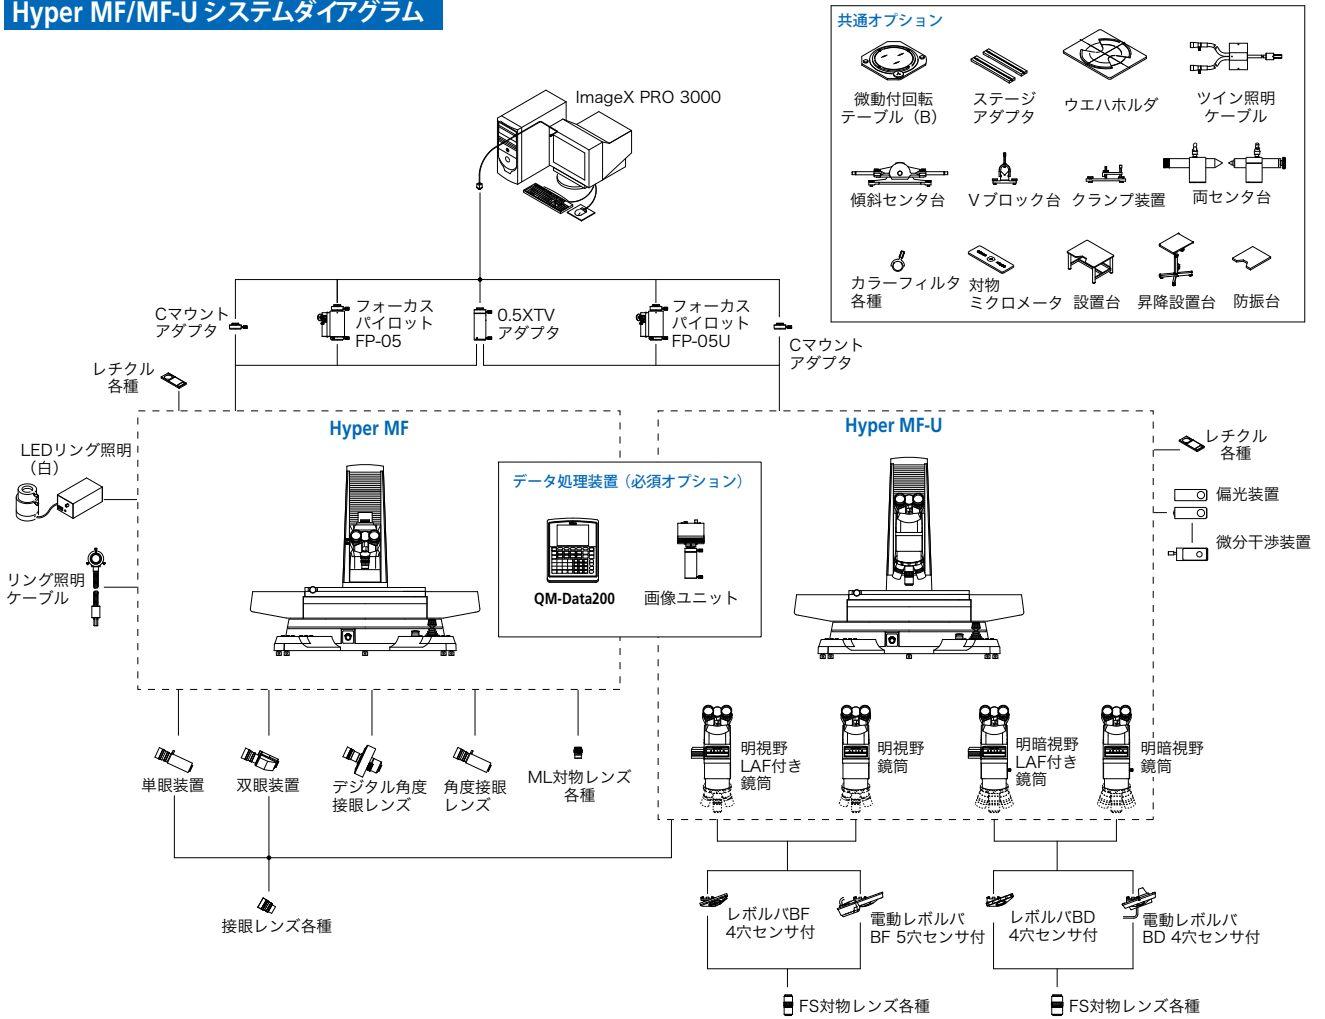 Hyper MF/MF-U システムダイアグラム
共通オプション
微動付回転
テーブル（B）
ステージ
アダプタ
ウエハホルダ
ツイン照明
ケーブル
傾斜センタ台
Vブロック台
クランプ装置
両センタ台
カラーフィルタ
各種
対物
ミクロメータ
設置台
昇降設置台
防振台
ImageX PRO 3000
Cマウント
アダプタ
フォーカス
パイロット
FP-05
0.5XTV
アダプタ
フォーカス
パイロット
FP-05U
Cマウント
アダプタ
レチクル
各種
Hyper MF
Hyper MF-U
レチクル
各種
LEDリング照明
（白）
データ処理装置（必須オプション）
偏光装置
微分干渉装置
リング照明
ケーブル
QM-Data200
画像ユニット
単眼装置
双眼装置
デジタル角度
接眼レンズ
角度接眼
レンズ
ML対物レンズ
各種
明視野
LAF付き
鏡筒
明視野
鏡筒
明暗視野
LAF付き
鏡筒
明暗視野
鏡筒
接眼レンズ各種
レボルバBF
4穴センサ付
電動レボルバ
BF 5穴センサ付
レボルバBD
4穴センサ付
電動レボルバ
BD 4穴センサ付
FS対物レンズ各種
FS対物レンズ各種